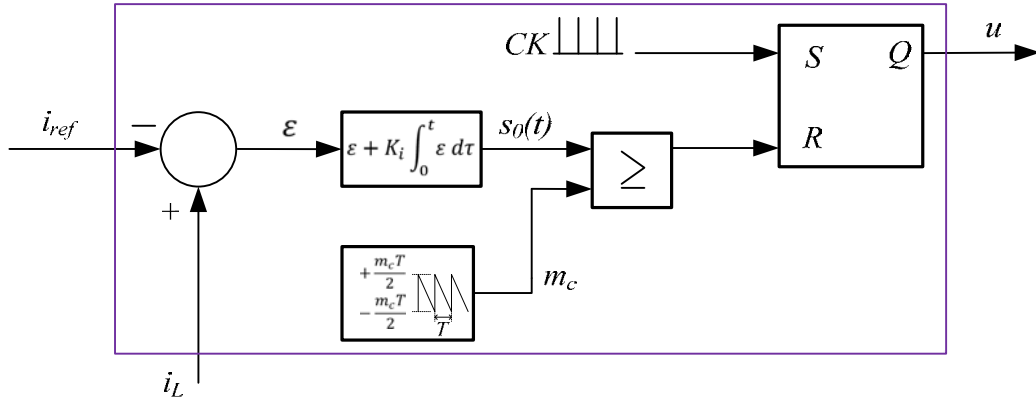 CK
S
Q
u
i_ref
−
ε
ε + K_i ∫_0^t ε dτ
s_0(t)
≥
R
+
+ m_cT/2
− m_cT/2
T
m_c
i_L